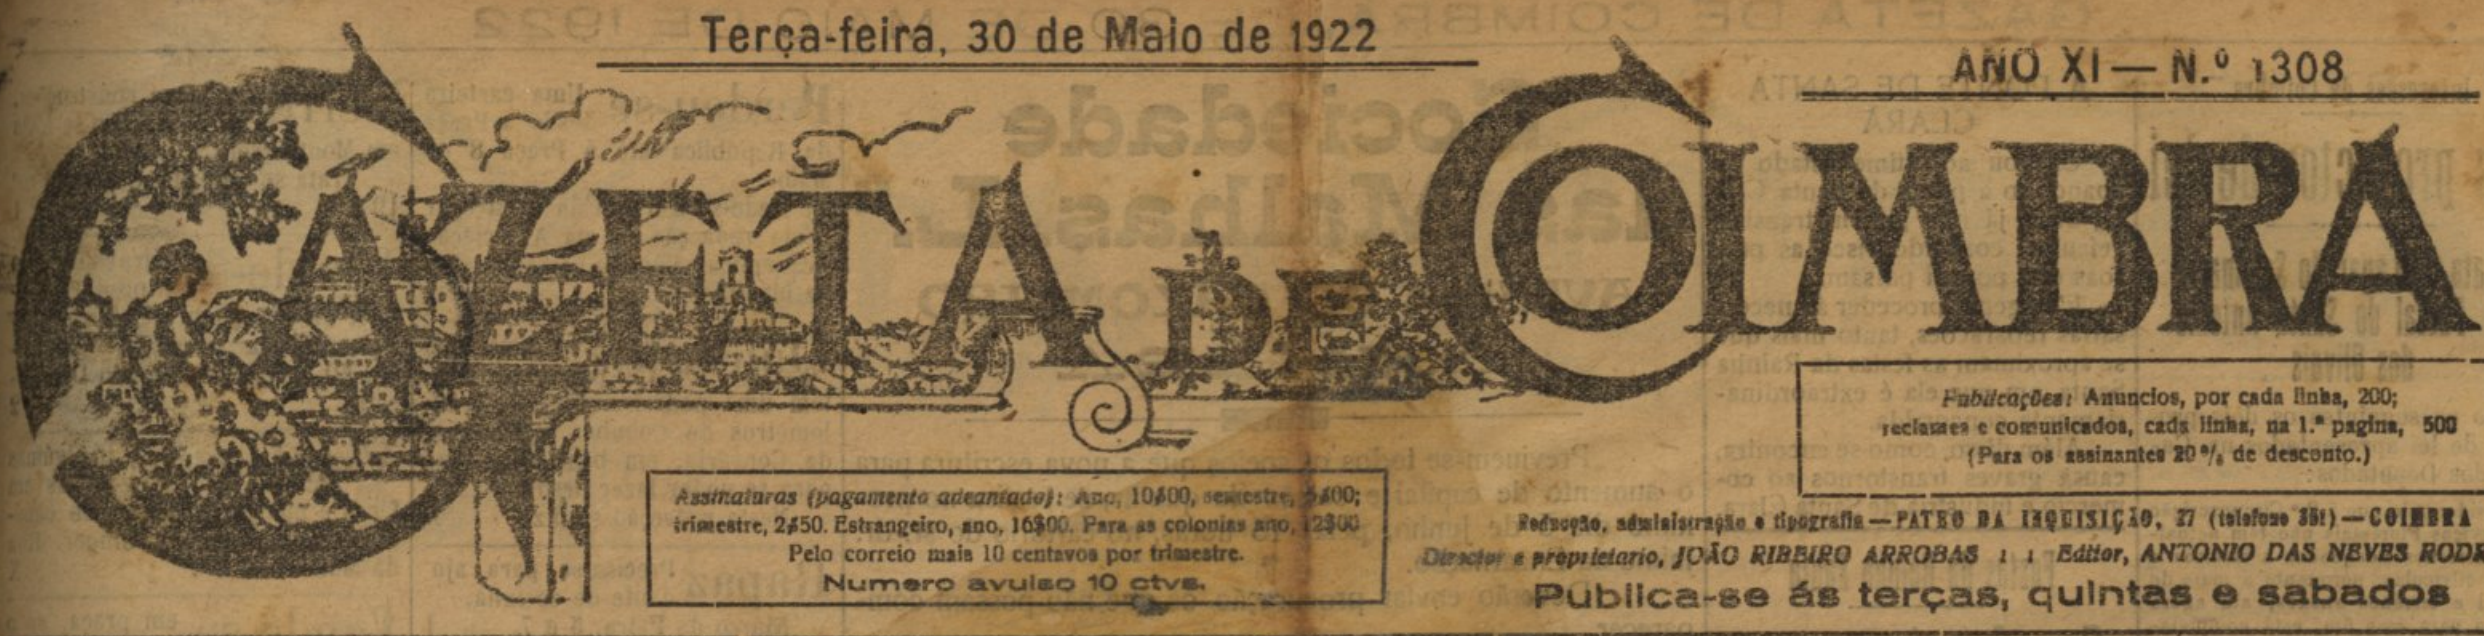 Terça-feira, 30 de Maio de 1922
ANO XI — N.º 1308
GAZETA DE COIMBRA
Publicações: Anuncios, por cada linha, 200;
reclames e comunicados, cada linha, na 1.ª pagina, 500
(Para os assinantes 20 % de desconto.)
Assinaturas (pagamento adeantado): Ano, 10$00, semestre, 5$00;
trimestre, 2$50. Estrangeiro, ano, 16$00. Para as colonias ano, 12$00
Pelo correio mais 10 centavos por trimestre.
Numero avulso 10 ctvs.
Redacção, administração e tipografia — PATEO DA INQUISIÇÃO, 27 (telefone 351) — COIMBRA
Director e proprietario, JOÃO RIBEIRO ARROBAS : : Editor, ANTONIO DAS NEVES RODR
Pública-se ás terças, quintas e sabados